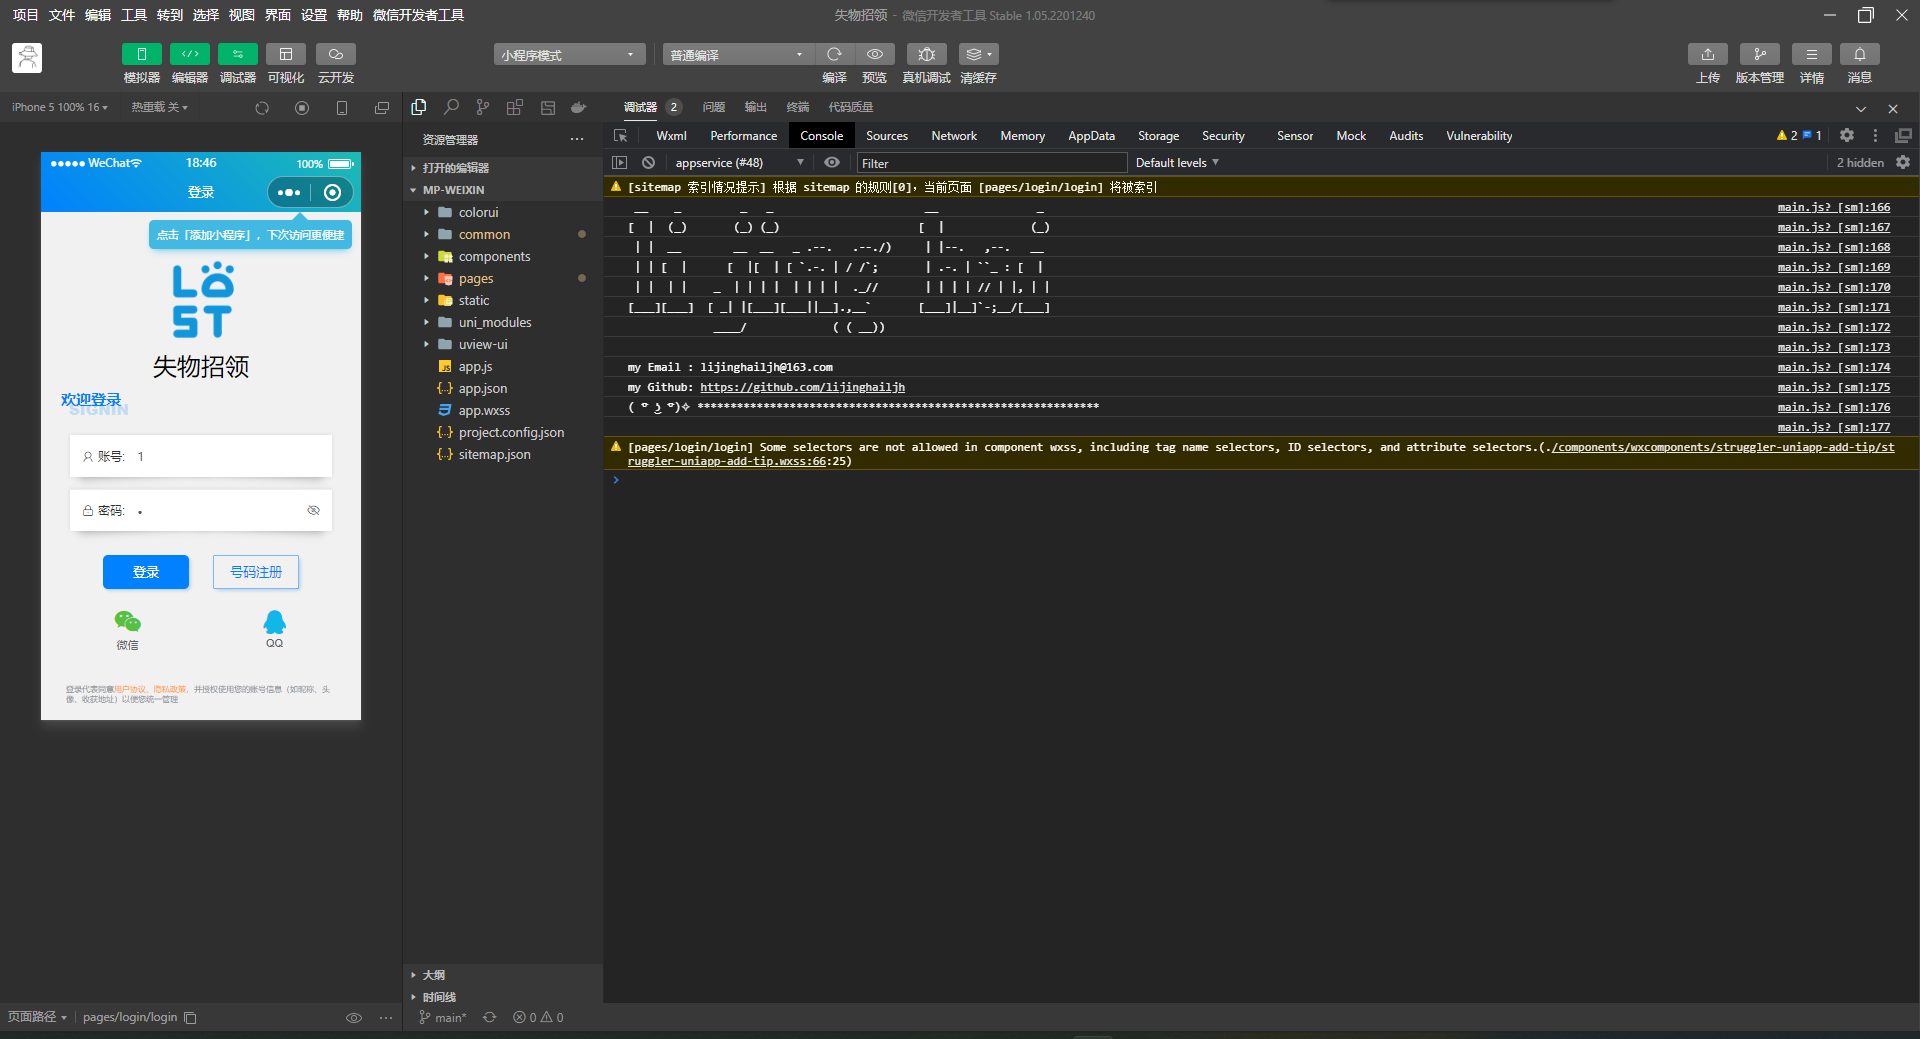 项目 文件 编辑 工具 转到 选择 视图 界面 设置 帮助 微信开发者工具
失物招领 - 微信开发者工具 Stable 1.05.2201240
模拟器 编辑器 调试器 可视化 云开发
小程序模式
普通编译
编译 预览 真机调试 清缓存
上传 版本管理 详情 消息
iPhone 5 100% 16
热重载 关
WeChat 18:46 100%
登录
点击「添加小程序」，下次访问更便捷
LOST
失物招领
欢迎登录
SIGNIN
账号: 1
密码: •
登录
号码注册
微信
QQ
登录代表同意用户协议、隐私政策，并授权使用您的账号信息（如昵称、头
像、收获地址）以便您统一管理
页面路径
pages/login/login
资源管理器
打开的编辑器
MP-WEIXIN
colorui
common
components
pages
static
uni_modules
uview-ui
app.js
app.json
app.wxss
project.config.json
sitemap.json
大纲
时间线
main*
0 0
调试器 2 问题 输出 终端 代码质量
Wxml Performance Console Sources Network Memory AppData Storage Security Sensor Mock Audits Vulnerability
2 1
appservice (#48)
Filter
Default levels
2 hidden
[sitemap 索引情况提示] 根据 sitemap 的规则[0]，当前页面 [pages/login/login] 将被索引
main.js? [sm]:166
main.js? [sm]:167
main.js? [sm]:168
main.js? [sm]:169
main.js? [sm]:170
main.js? [sm]:171
main.js? [sm]:172
main.js? [sm]:173
my Email : lijinghailjh@163.com main.js? [sm]:174
my Github: https://github.com/lijinghailjh main.js? [sm]:175
main.js? [sm]:176
main.js? [sm]:177
[pages/login/login] Some selectors are not allowed in component wxss, including tag name selectors, ID selectors, and attribute selectors.(./components/wxcomponents/struggler-uniapp-add-tip/st
ruggler-uniapp-add-tip.wxss:66:25)